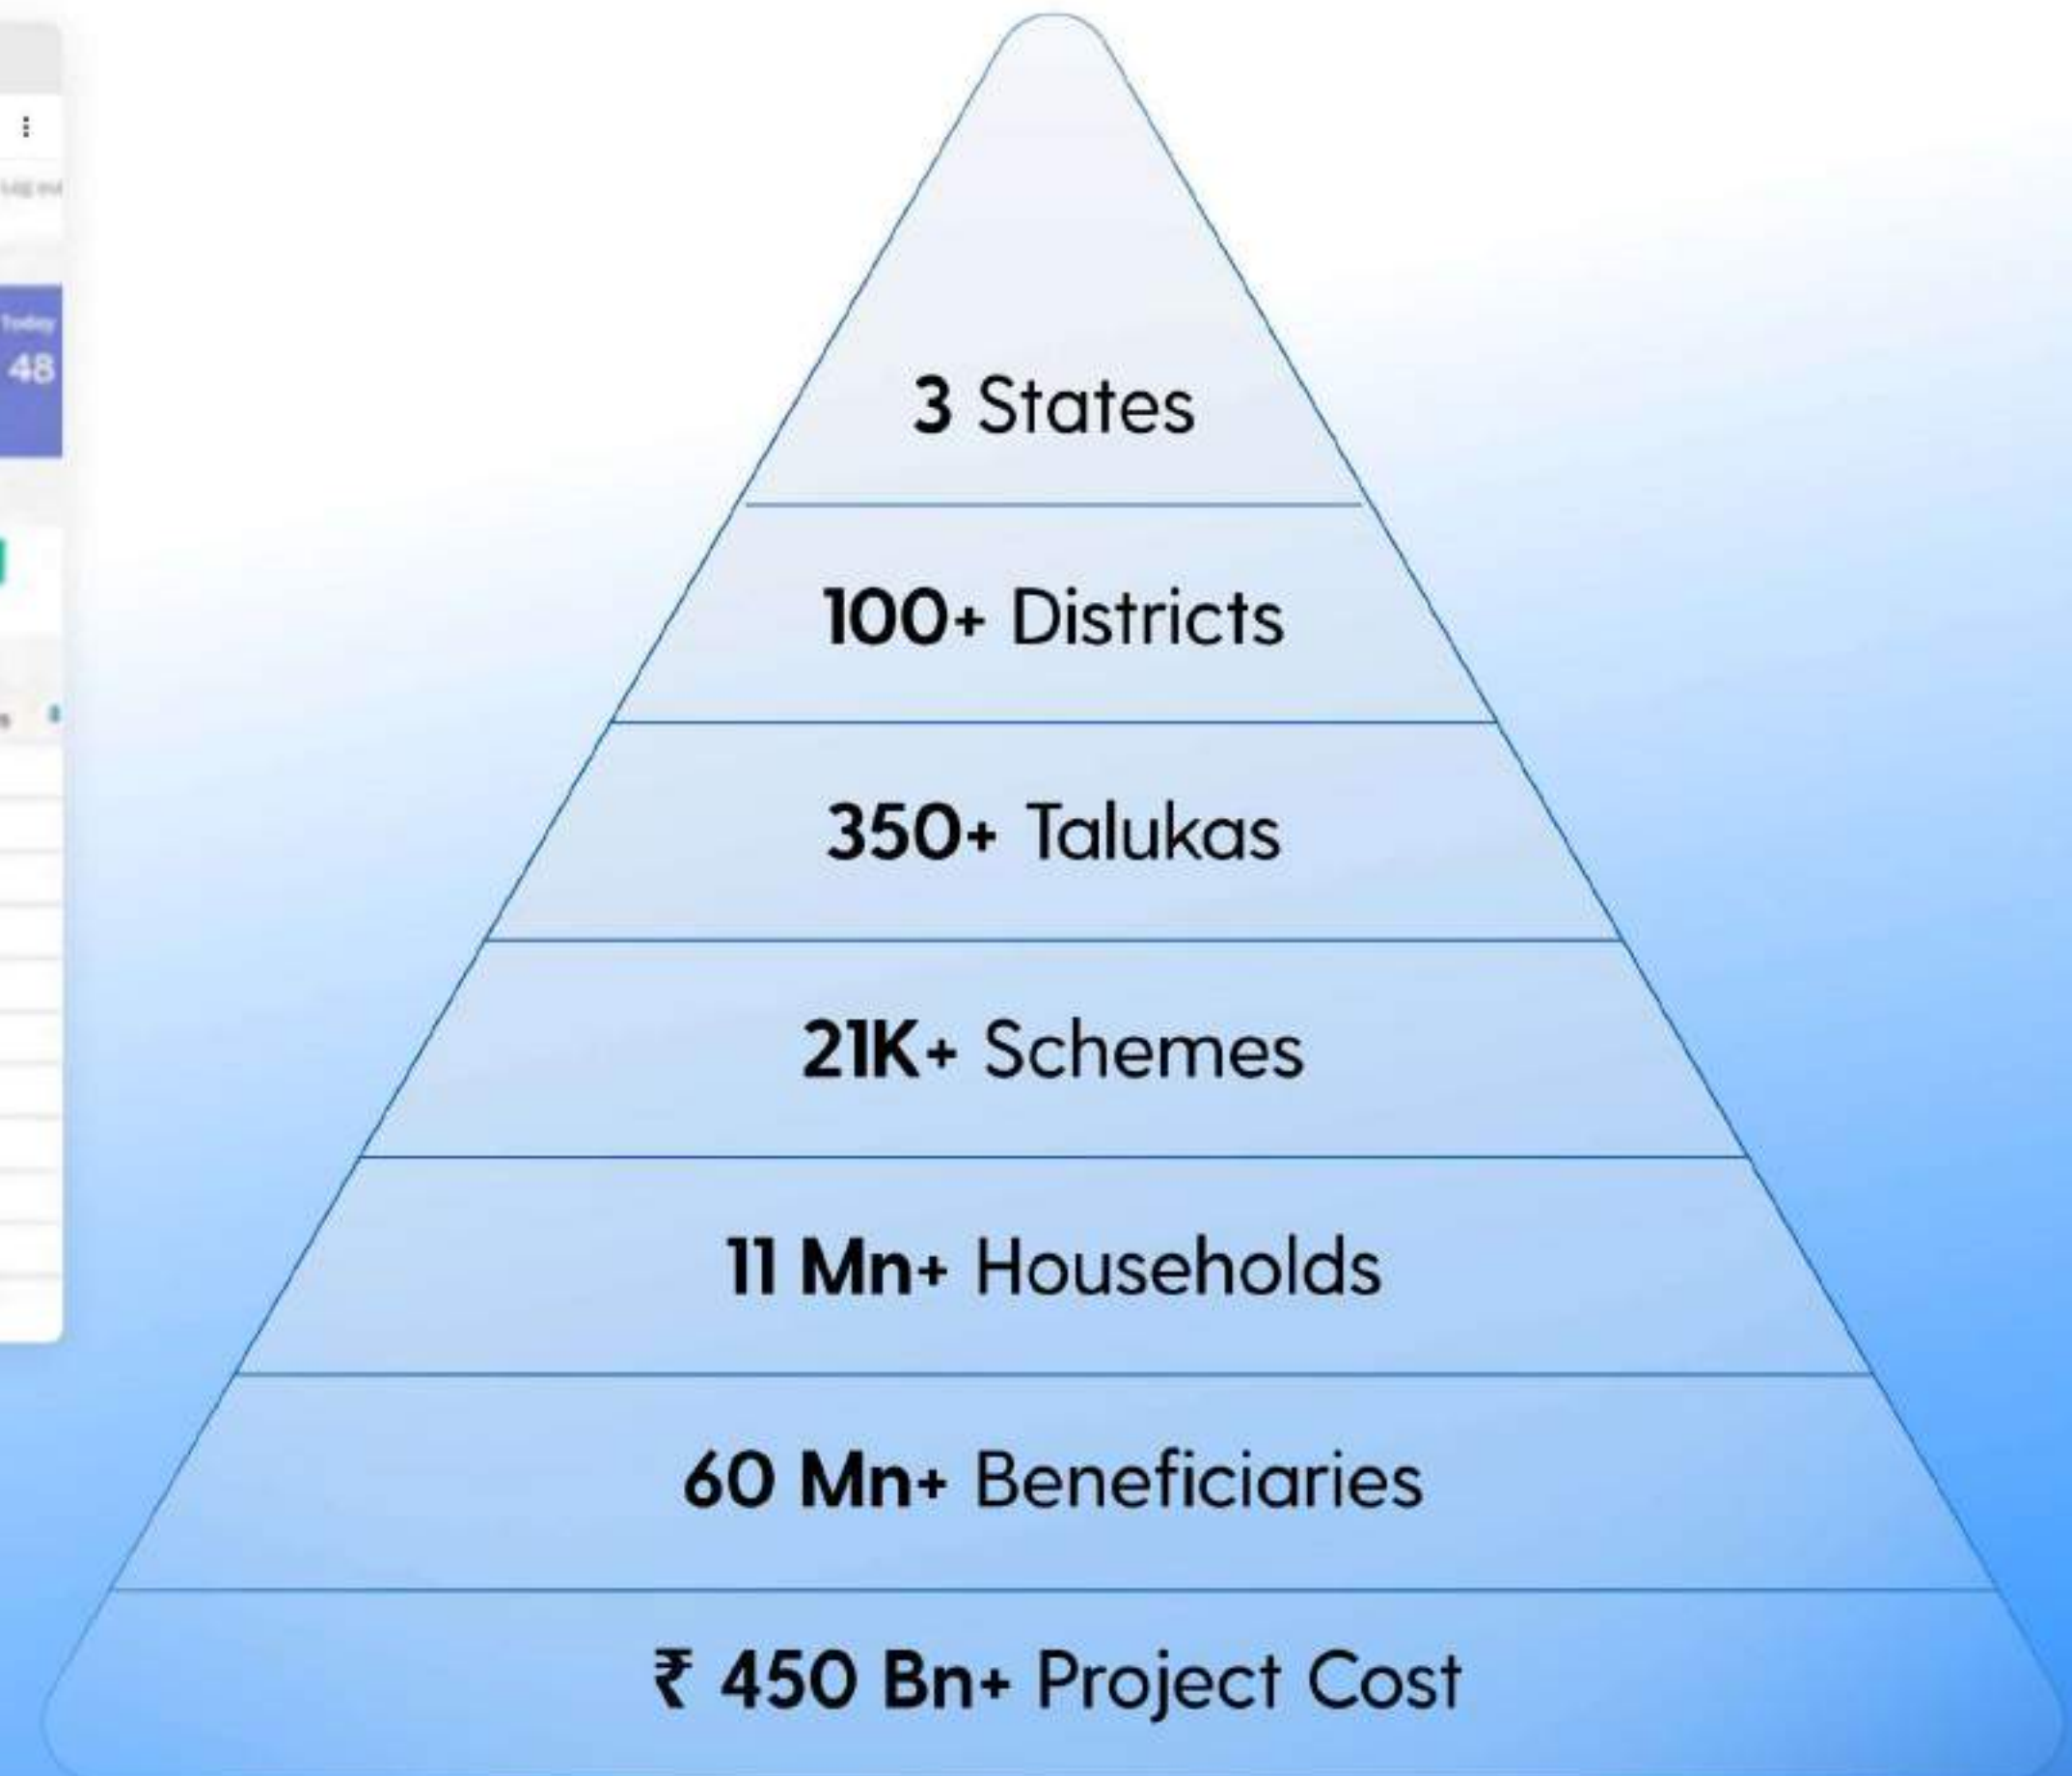 Today
48
3 States
100+ Districts
350+ Talukas
21K+ Schemes
11 Mn+ Households
60 Mn+ Beneficiaries
₹ 450 Bn+ Project Cost